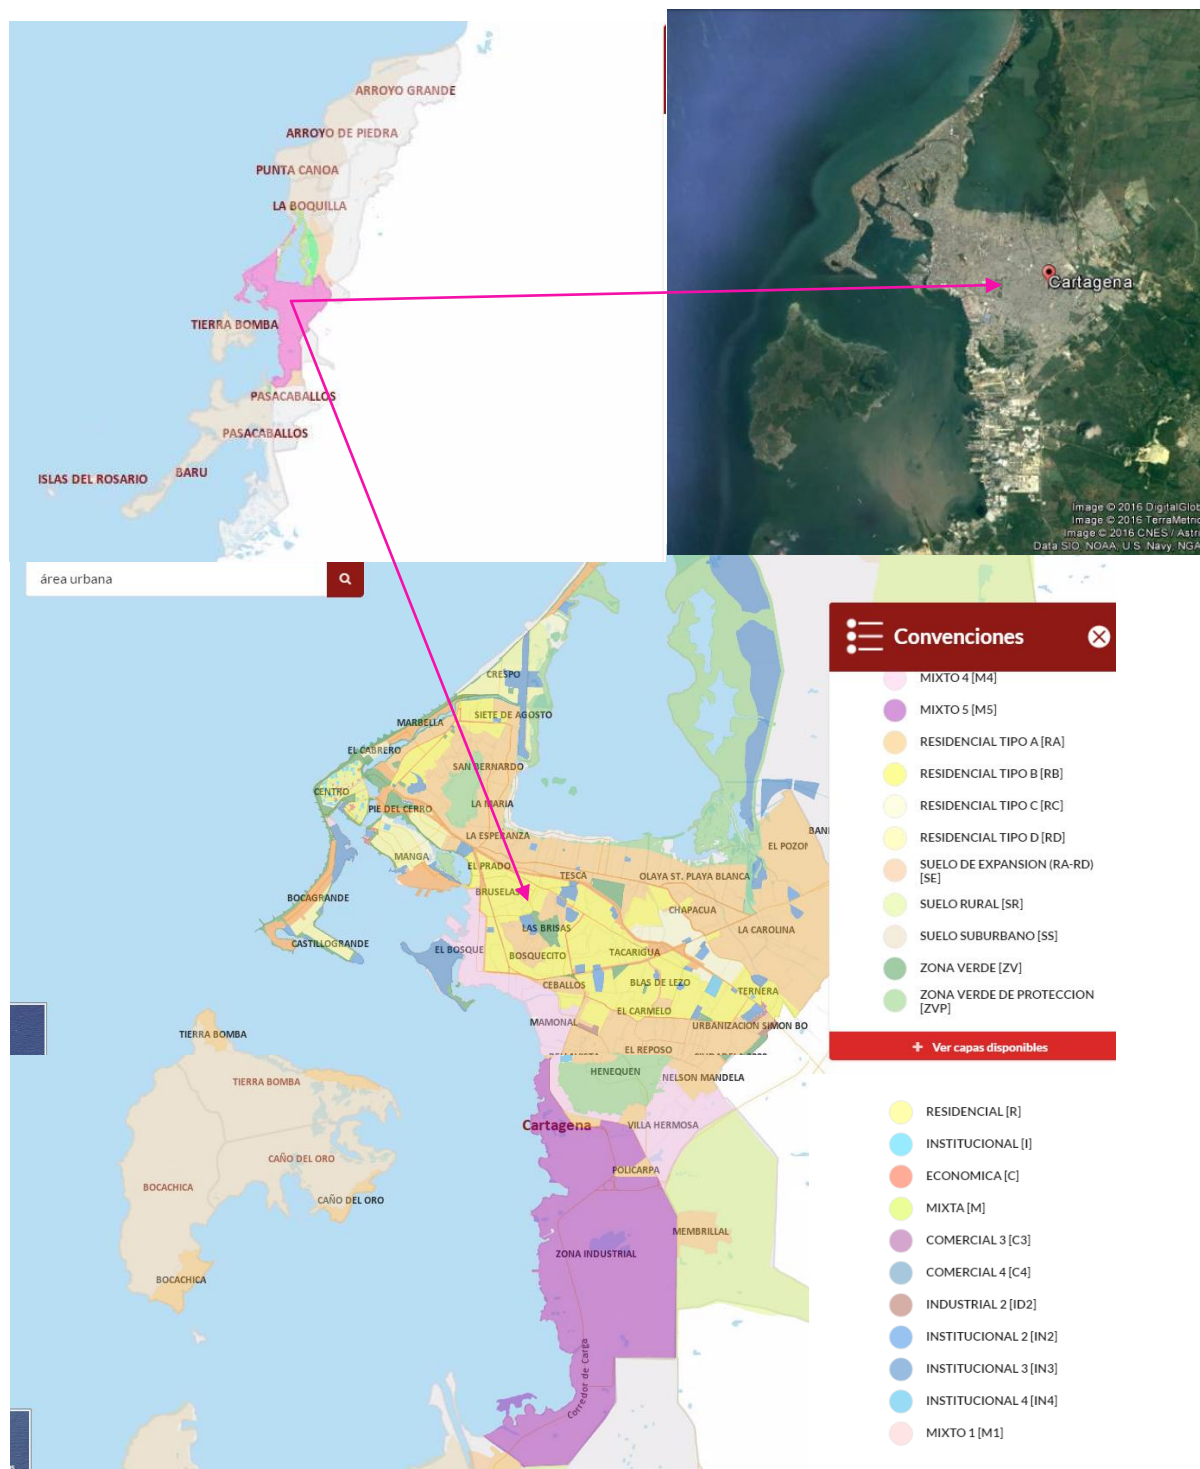 ARROYO GRANDE
ARROYO DE PIEDRA
PUNTA CANOA
LA BOQUILLA
TIERRA BOMBA
PASACABALLOS
PASACABALLOS
BARU
ISLAS DEL ROSARIO
Cartagena
Image © 2016 DigitalGlob
Image © 2016 TerraMetric
Image © 2016 CNES / Astri
Data SIO, NOAA, U.S. Navy, NGA
área urbana
CRESPO
SIETE DE AGOSTO
MARBELLA
EL CABRERO
SAN BERNARDO
CENTRO
PIE DEL CERRO
LA MARIA
LA ESPERANZA
BAN
EL POZON
MANGA
EL PRADO
TESCA
OLAYA ST. PLAYA BLANCA
BRUSELAS
BOCAGRANDE
CHAPACUA
LAS BRISAS
LA CAROLINA
CASTILLOGRANDE
EL BOSQUE
BOSQUECITO
TACARIGUA
CEBALLOS
BLAS DE LEZO
TERNERA
EL CARMELO
MAMONAL
URBANIZACION SIMON BO
TIERRA BOMBA
EL REPOSO
HENEQUEN
NELSON MANDELA
TIERRA BOMBA
Cartagena
VILLA HERMOSA
CAÑO DEL ORO
POLICARPA
BOCACHICA
CAÑO DEL ORO
MEMBRILLAL
ZONA INDUSTRIAL
BOCACHICA
Corredor de Carga
Convenciones
MIXTO 4 [M4]
MIXTO 5 [M5]
RESIDENCIAL TIPO A [RA]
RESIDENCIAL TIPO B [RB]
RESIDENCIAL TIPO C [RC]
RESIDENCIAL TIPO D [RD]
SUELO DE EXPANSION (RA-RD)
[SE]
SUELO RURAL [SR]
SUELO SUBURBANO [SS]
ZONA VERDE [ZV]
ZONA VERDE DE PROTECCION
[ZVP]
+ Ver capas disponibles
RESIDENCIAL [R]
INSTITUCIONAL [I]
ECONOMICA [C]
MIXTA [M]
COMERCIAL 3 [C3]
COMERCIAL 4 [C4]
INDUSTRIAL 2 [ID2]
INSTITUCIONAL 2 [IN2]
INSTITUCIONAL 3 [IN3]
INSTITUCIONAL 4 [IN4]
MIXTO 1 [M1]